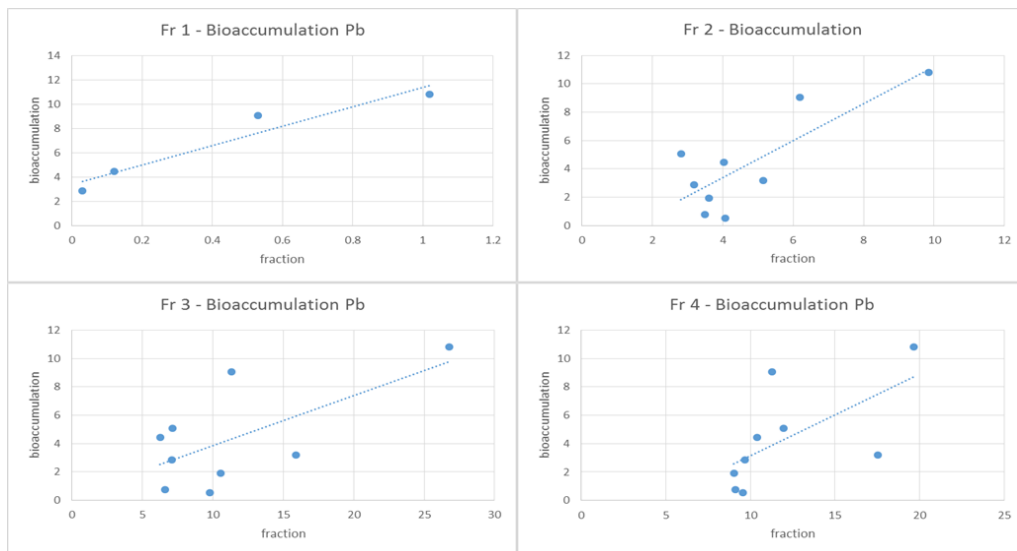 Fr 1 - Bioaccumulation Pb
14
12
10
8
6
4
2
0
bioaccumulation
0 0.2 0.4 0.6 0.8 1 1.2
fraction
Fr 2 - Bioaccumulation
12
10
8
6
4
2
0
bioaccumulation
0 2 4 6 8 10 12
fraction
Fr 3 - Bioaccumulation Pb
12
10
8
6
4
2
0
bioaccumulation
0 5 10 15 20 25 30
fraction
Fr 4 - Bioaccumulation Pb
12
10
8
6
4
2
0
bioaccumulation
0 5 10 15 20 25
fraction